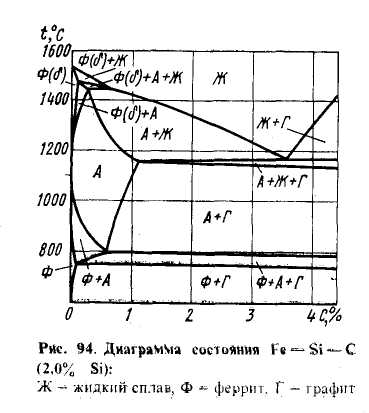 t,°C
1600
1400
1200
1000
800
Ф(δ)+Ж
Ф(δ)
Ф(δ)+А+Ж
Ф(δ)+А
Ж
А+Ж
Ж+Г
А+Ж+Г
А
А+Г
Ф
Ф+А
Ф+Г
Ф+А+Г
0 1 2 3 4 C,%
Рис. 94. Диаграмма состояния Fe — Si — C
(2,0% Si):
Ж – жидкий сплав, Ф = феррит, Г – графит